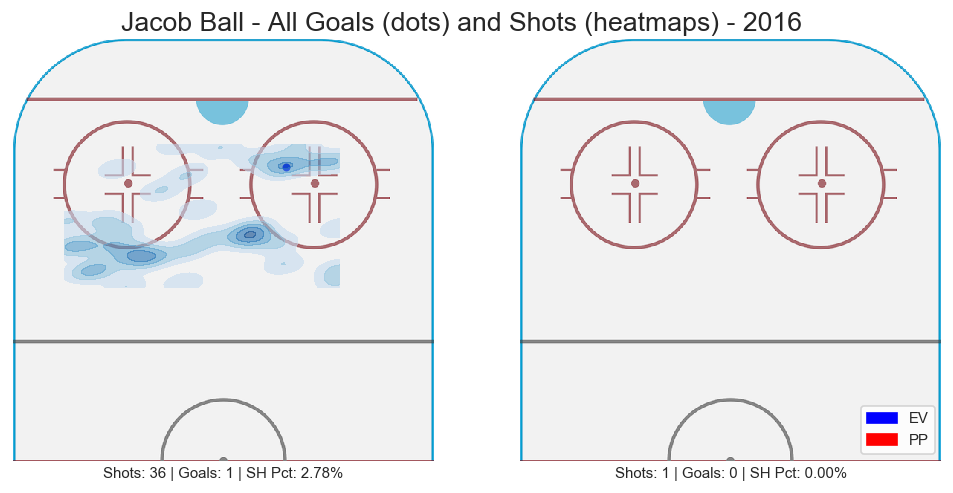 Jacob Ball - All Goals (dots) and Shots (heatmaps) - 2016
EV
PP
Shots: 36 | Goals: 1 | SH Pct: 2.78%
Shots: 1 | Goals: 0 | SH Pct: 0.00%